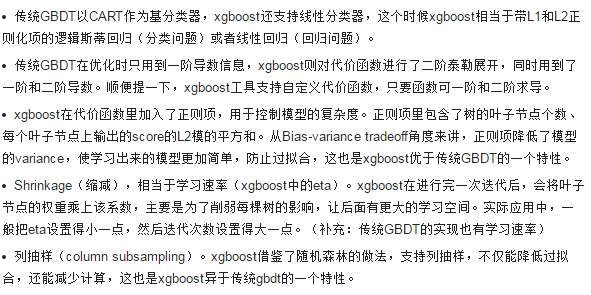 • 传统GBDT以CART作为基分类器，xgboost还支持线性分类器，这个时候xgboost相当于带L1和L2正
则化项的逻辑斯蒂回归（分类问题）或者线性回归（回归问题）。
• 传统GBDT在优化时只用到一阶导数信息，xgboost则对代价函数进行了二阶泰勒展开，同时用到了
一阶和二阶导数。顺便提一下，xgboost工具支持自定义代价函数，只要函数可一阶和二阶求导。
• xgboost在代价函数里加入了正则项，用于控制模型的复杂度。正则项里包含了树的叶子节点个数、
每个叶子节点上输出的score的L2模的平方和。从Bias-variance tradeoff角度来讲，正则项降低了模型
的variance，使学习出来的模型更加简单，防止过拟合，这也是xgboost优于传统GBDT的一个特性。
• Shrinkage（缩减），相当于学习速率（xgboost中的eta）。xgboost在进行完一次迭代后，会将叶子
节点的权重乘上该系数，主要是为了削弱每棵树的影响，让后面有更大的学习空间。实际应用中，一
般把eta设置得小一点，然后迭代次数设置得大一点。（补充：传统GBDT的实现也有学习速率）
• 列抽样（column subsampling）。xgboost借鉴了随机森林的做法，支持列抽样，不仅能降低过拟
合，还能减少计算，这也是xgboost异于传统gbdt的一个特性。